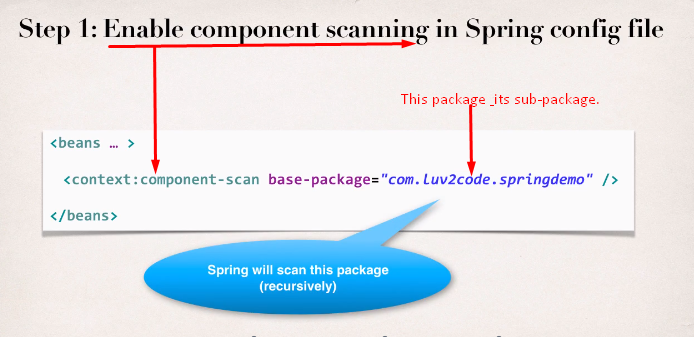 Step 1: Enable component scanning in Spring config file
This package _its sub-package.
<beans … >
<context:component-scan base-package="com.luv2code.springdemo" />
</beans>
Spring will scan this package
(recursively)